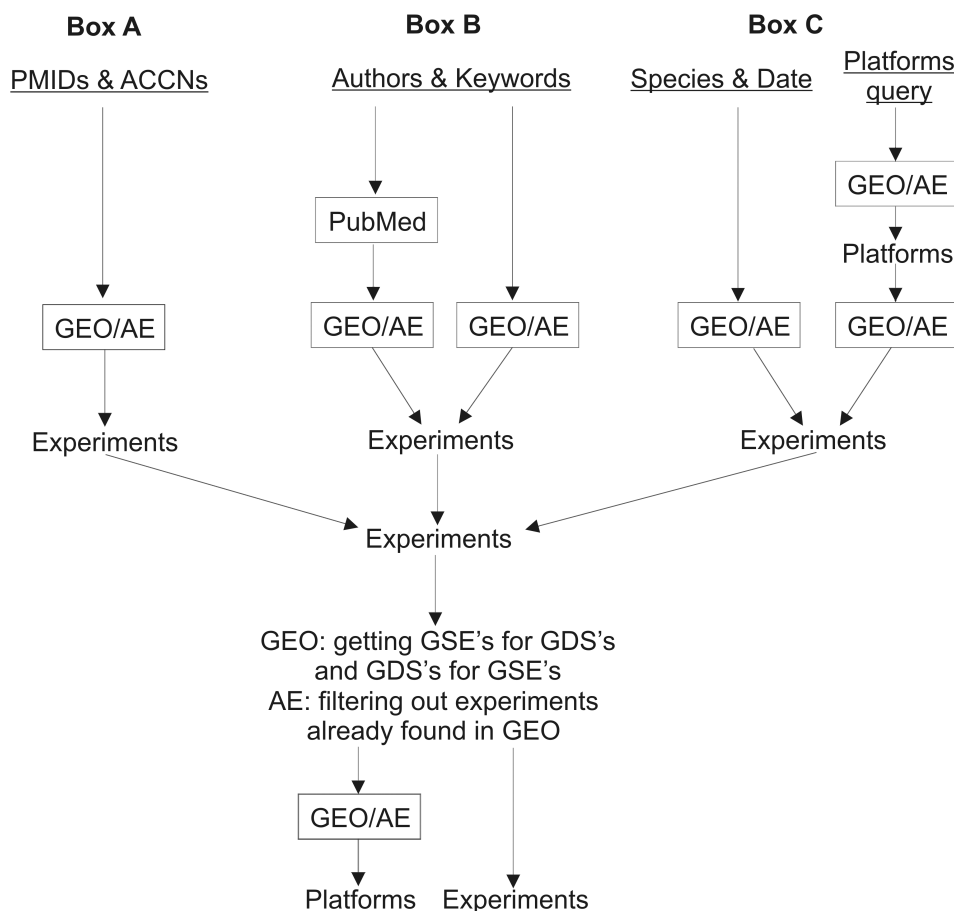 Box A
Box B
Box C
PMIDs & ACCNs
Authors & Keywords
Species & Date
Platforms
query
GEO/AE
PubMed
Platforms
GEO/AE
GEO/AE
GEO/AE
GEO/AE
GEO/AE
Experiments
Experiments
Experiments
Experiments
GEO: getting GSE's for GDS's
and GDS's for GSE's
AE: filtering out experiments
already found in GEO
GEO/AE
Platforms
Experiments